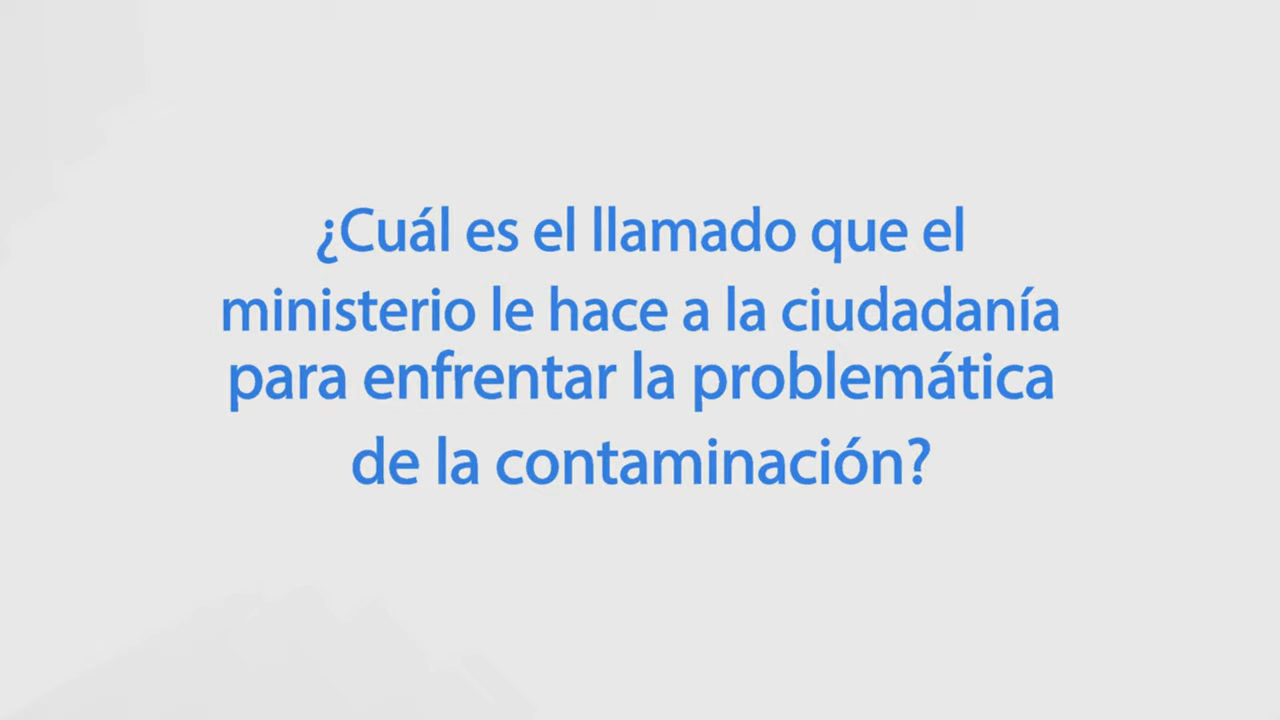 ¿Cuál es el llamado que el
ministerio le hace a la ciudadanía
para enfrentar la problemática
de la contaminación?